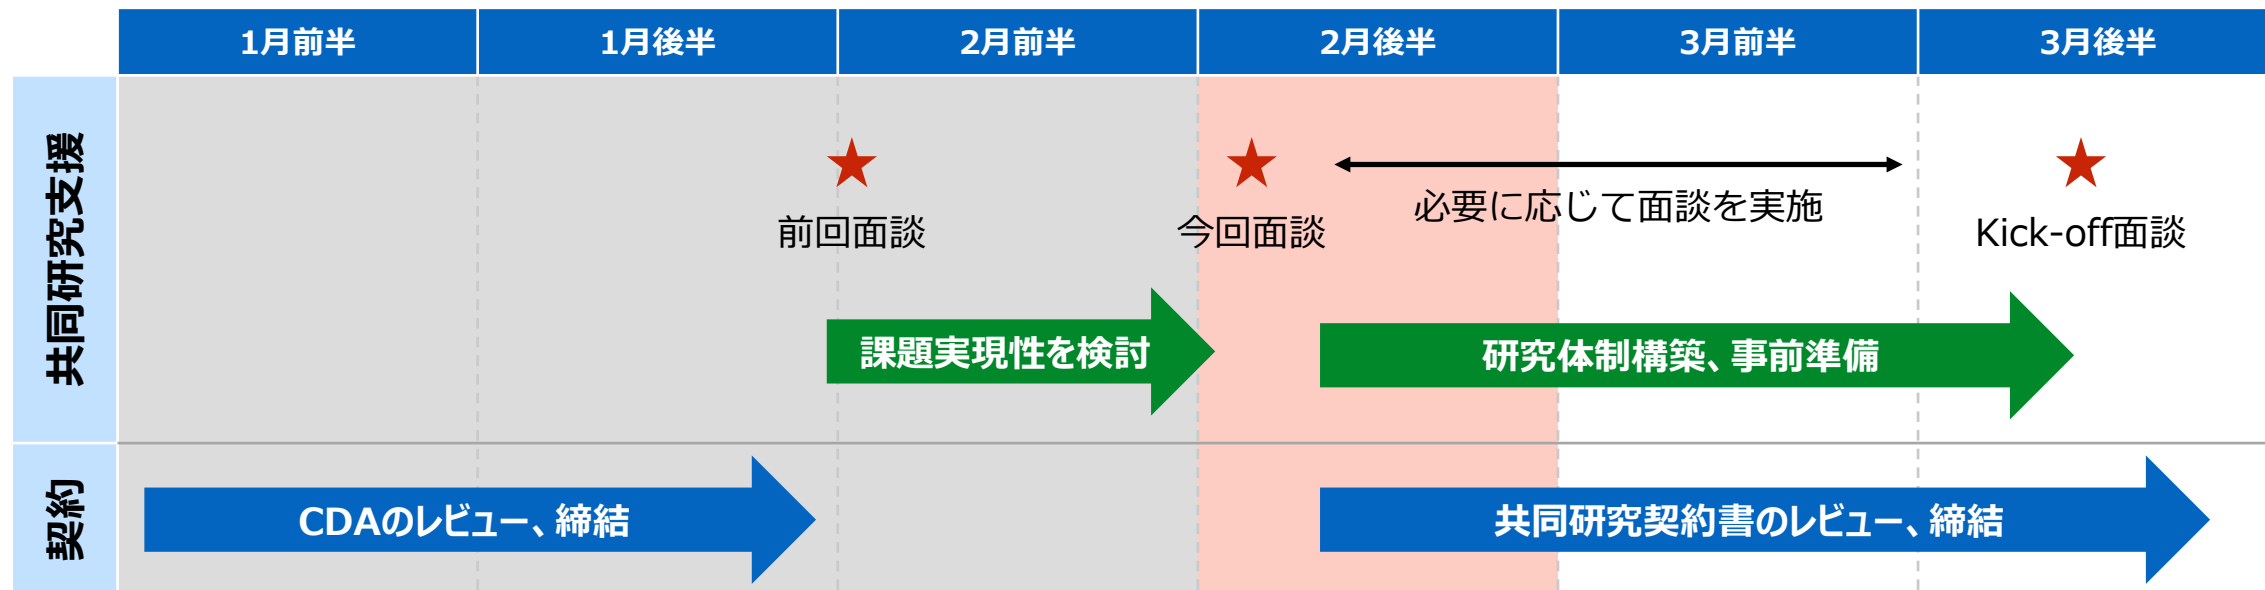 1月前半
1月後半
2月前半
2月後半
3月前半
3月後半
共同研究支援
前回面談
今回面談
必要に応じて面談を実施
Kick-off面談
課題実現性を検討
研究体制構築、事前準備
契約
CDAのレビュー、締結
共同研究契約書のレビュー、締結